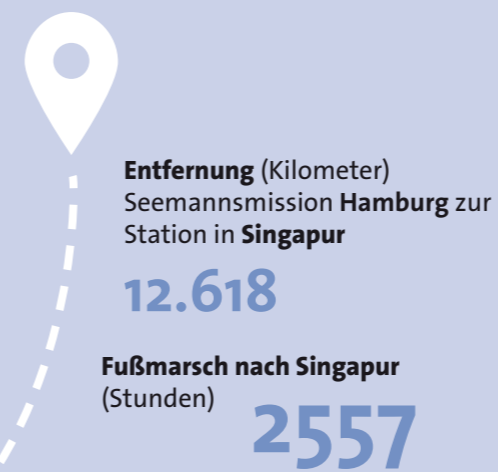 Entfernung (Kilometer)
Seemannsmission Hamburg zur
Station in Singapur
12.618
Fußmarsch nach Singapur
(Stunden)
2557